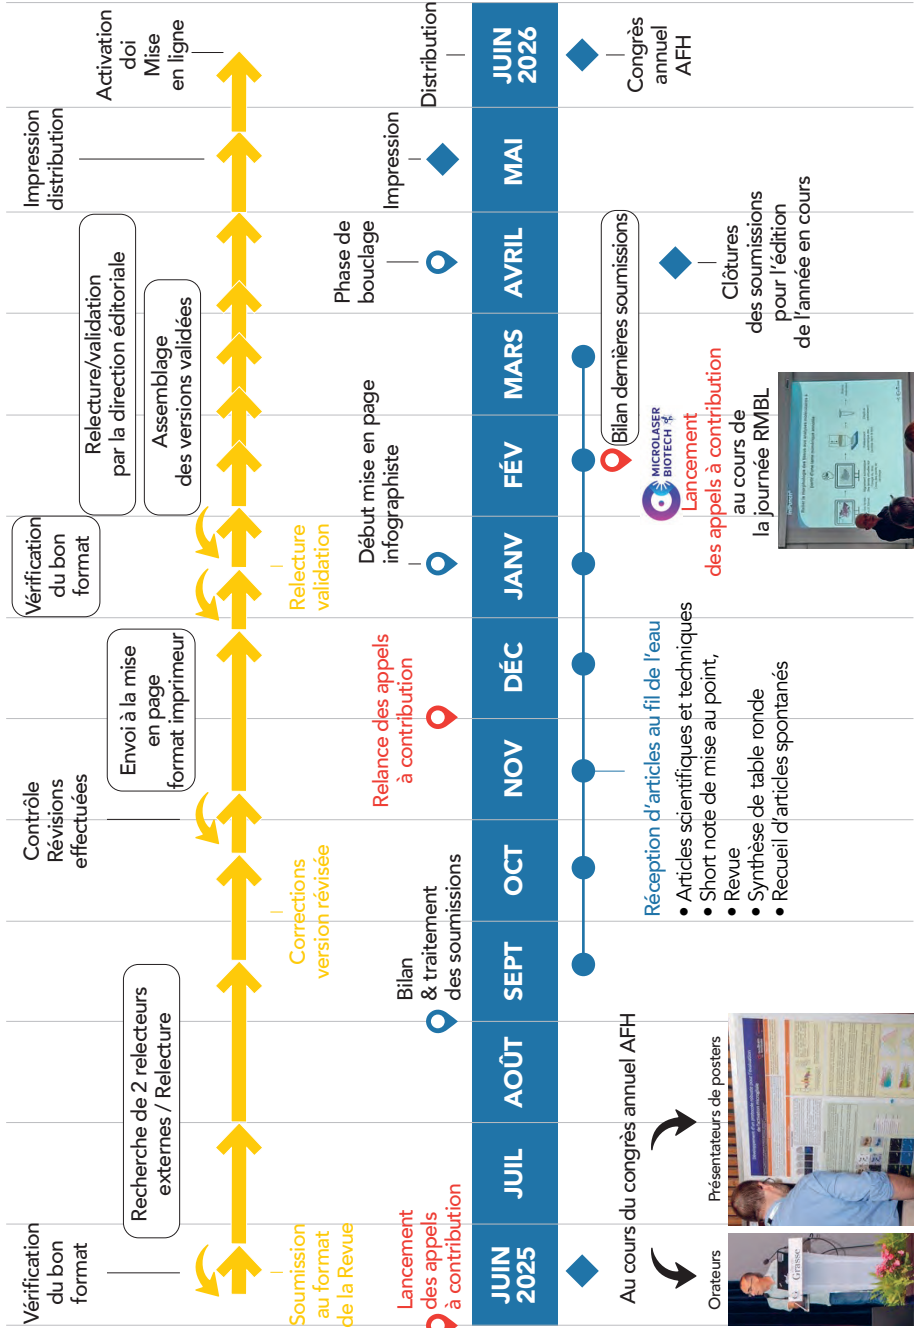 Vérification
du bon
format
Recherche de 2 relecteurs
externes / Relecture
Contrôle
Révisions
effectuées
Envoi à la mise
en page
format imprimeur
Vérification
du bon
format
Relecture/validation
par la direction éditoriale
Assemblage
des versions validées
Impression
distribution
Activation
doi
Mise
en ligne
Soumission
au format
de la Revue
Corrections
version révisée
Relecture
validation
Lancement
des appels
à contribution
Bilan
& traitement
des soumissions
Relance des appels
à contribution
Début mise en page
infographiste
Phase de
bouclage
Impression
Distribution
JUIN
2025
JUIL
AOÛT
SEPT
OCT
NOV
DÉC
JANV
FÉV
MARS
AVRIL
MAI
JUIN
2026
Au cours du congrès annuel AFH
Orateurs
Présentateurs de posters
Grasse
Réception d'articles au fil de l'eau
• Articles scientifiques et techniques
• Short note de mise au point,
• Revue
• Synthèse de table ronde
• Recueil d'articles spontanés
Bilan dernières soumissions
MICROLASER
BIOTECH
Lancement
des appels à contribution
au cours de
la journée RMBL
Clôtures
des soumissions
pour l'édition
de l'année en cours
Congrès
annuel
AFH